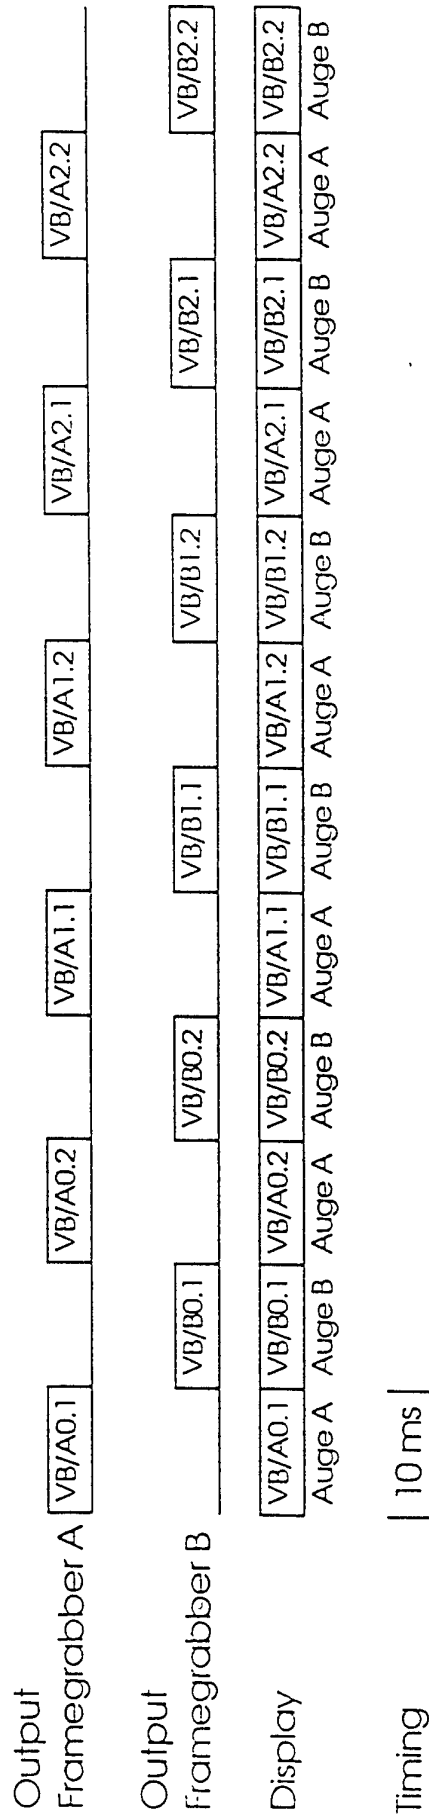 Output
Framegrabber A
VB/A0.1 VB/A0.2 VB/A1.1 VB/A1.2 VB/A2.1 VB/A2.2
Output
Framegrabber B
VB/B0.1 VB/B0.2 VB/B1.1 VB/B1.2 VB/B2.1 VB/B2.2
Display
VB/A0.1 VB/B0.1 VB/A0.2 VB/B0.2 VB/A1.1 VB/B1.1 VB/A1.2 VB/B1.2 VB/A2.1 VB/B2.1 VB/A2.2 VB/B2.2
Auge A Auge B Auge A Auge B Auge A Auge B Auge A Auge B Auge A Auge B Auge A Auge B
Timing
10 ms